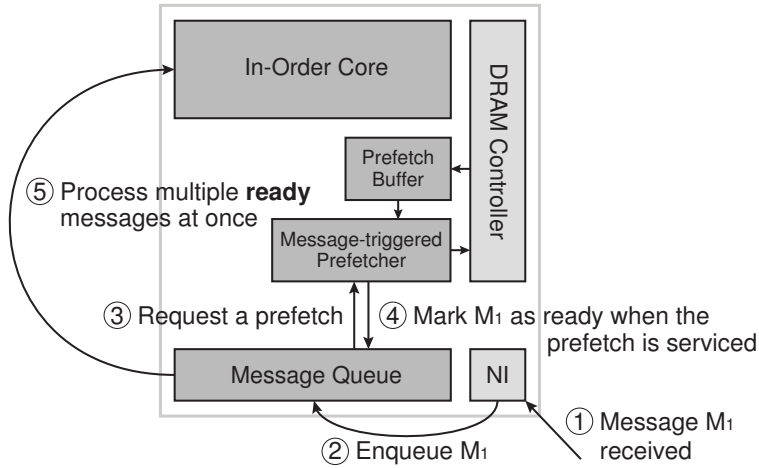 In-Order Core
DRAM Controller
Prefetch
Buffer
⑤ Process multiple ready
messages at once
Message-triggered
Prefetcher
③ Request a prefetch
④ Mark M1 as ready when the
prefetch is serviced
Message Queue
NI
① Message M1
received
② Enqueue M1